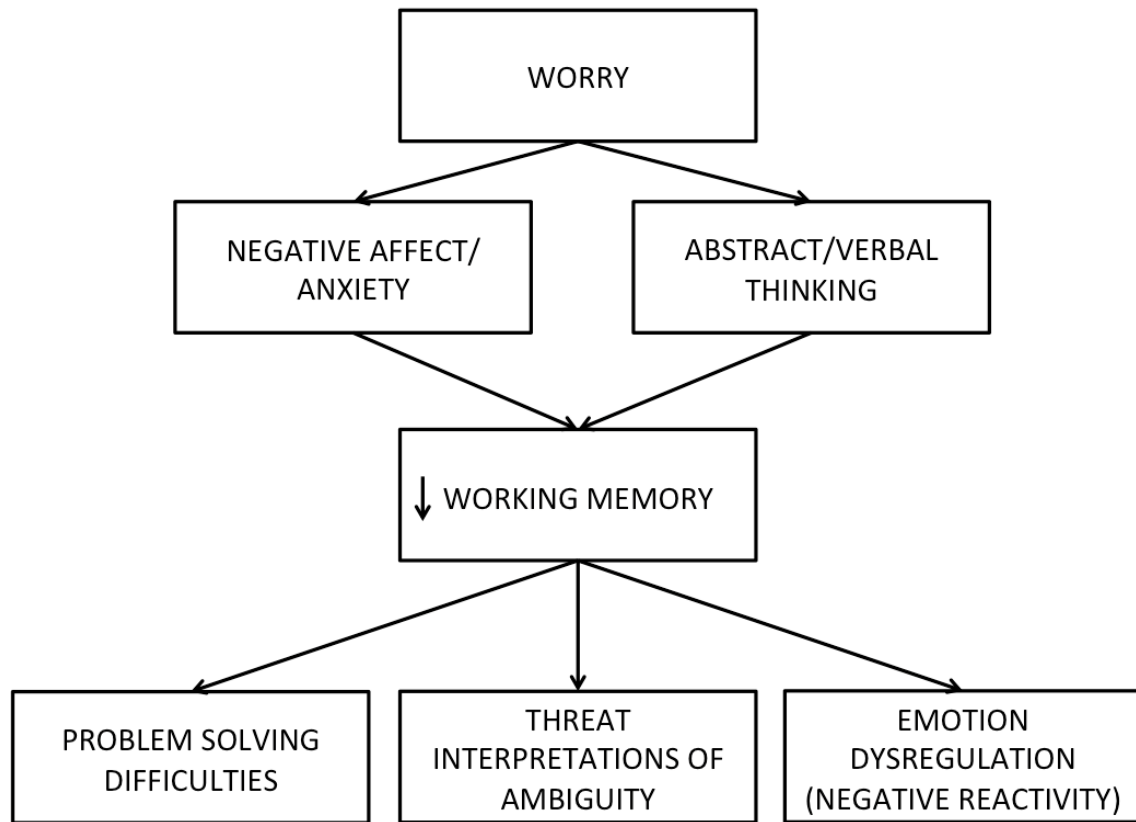 WORRY
NEGATIVE AFFECT/
ANXIETY
ABSTRACT/VERBAL
THINKING
WORKING MEMORY
PROBLEM SOLVING
DIFFICULTIES
THREAT
INTERPRETATIONS OF
AMBIGUITY
EMOTION
DYSREGULATION
(NEGATIVE REACTIVITY)